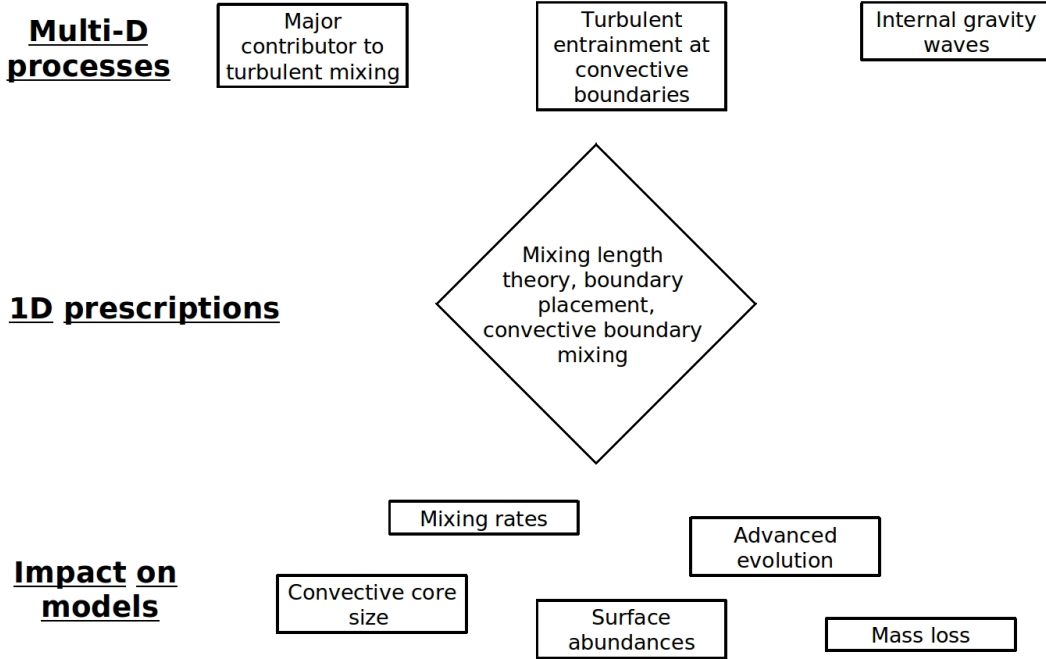 Multi-D
processes
Major
contributor to
turbulent mixing
Turbulent
entrainment at
convective
boundaries
Internal gravity
waves
1D prescriptions
Mixing length
theory, boundary
placement,
convective boundary
mixing
Impact on
models
Mixing rates
Advanced
evolution
Convective core
size
Surface
abundances
Mass loss